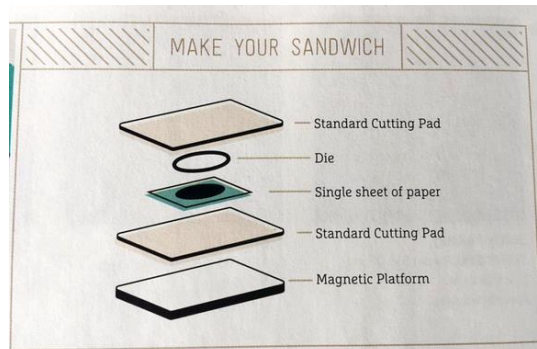 MAKE YOUR SANDWICH
Standard Cutting Pad
Die
Single sheet of paper
Standard Cutting Pad
Magnetic Platform